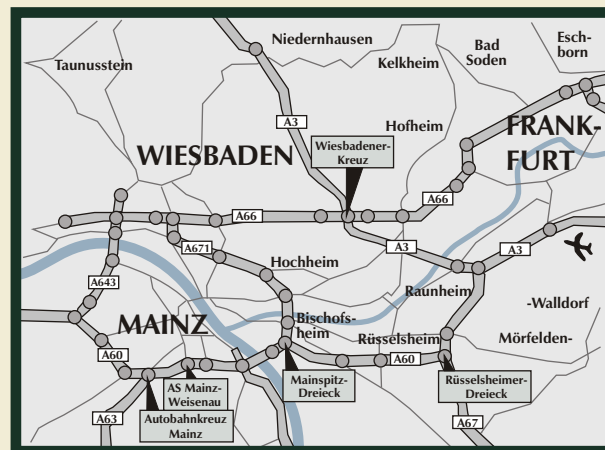 Niedernhausen
Bad
Soden
Esch-
born
Taunusstein
Kelkheim
A3
Hofheim
FRANK-
FURT
WIESBADEN
Wiesbadener-
Kreuz
A66
A66
A3
A3
A671
Hochheim
A643
Raunheim
-Walldorf
MAINZ
Bischofs-
heim
Rüsselsheim
Mörfelden-
A60
A60
AS Mainz-
Weisenau
Mainspitz-
Dreieck
Rüsselsheimer-
Dreieck
A63
Autobahnkreuz
Mainz
A67